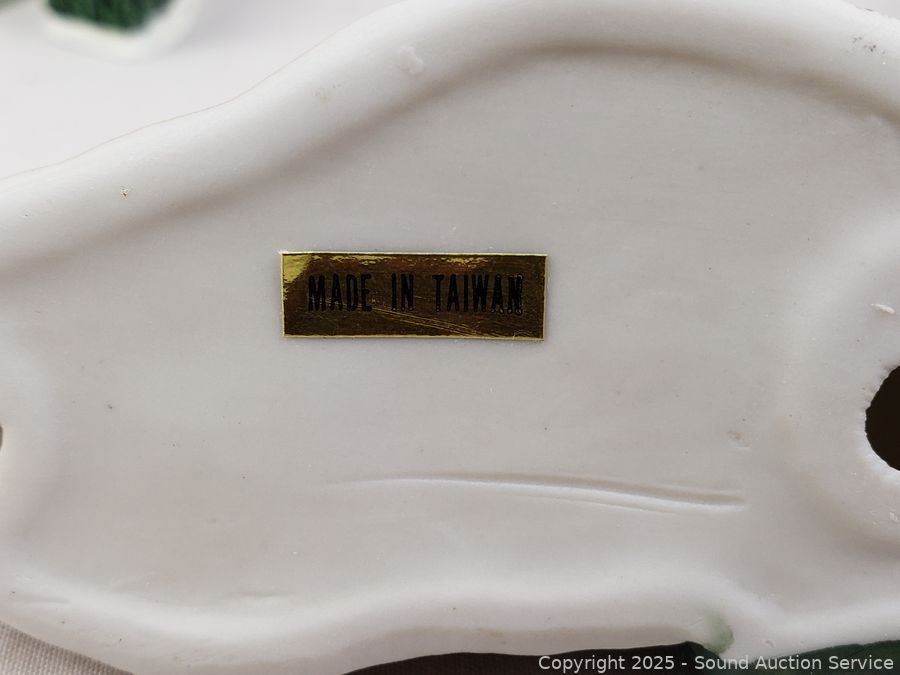 MADE IN TAIWAN
Copyright 2025 - Sound Auction Service